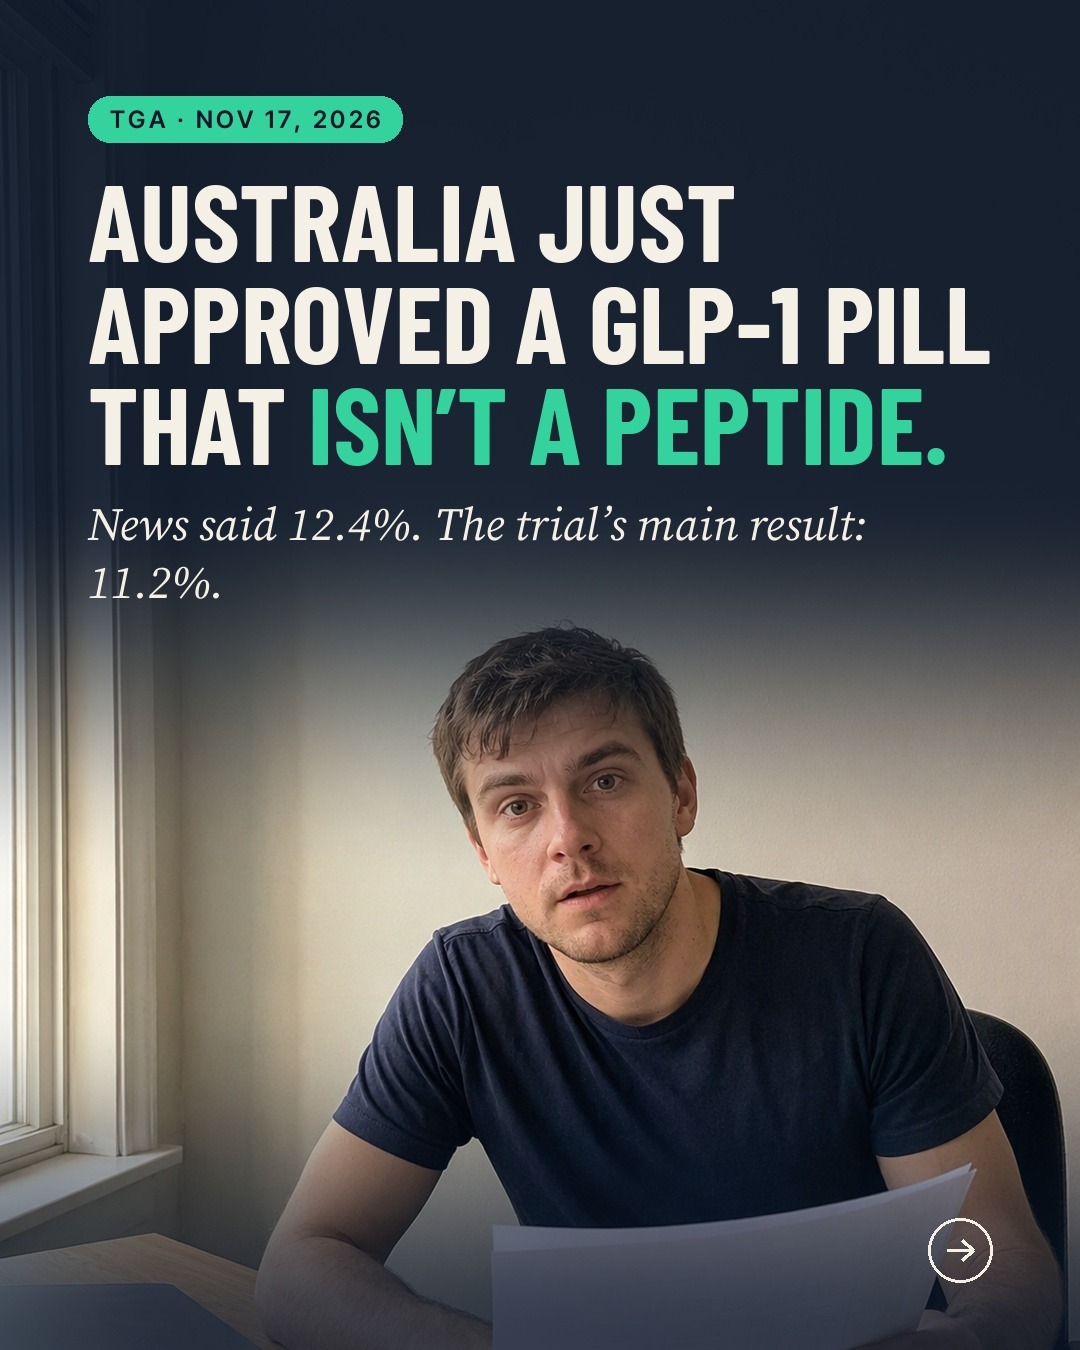 TGA · NOV 17, 2026
AUSTRALIA JUST
APPROVED A GLP-1 PILL
THAT ISN’T A PEPTIDE.
News said 12.4%. The trial’s main result:
11.2%.